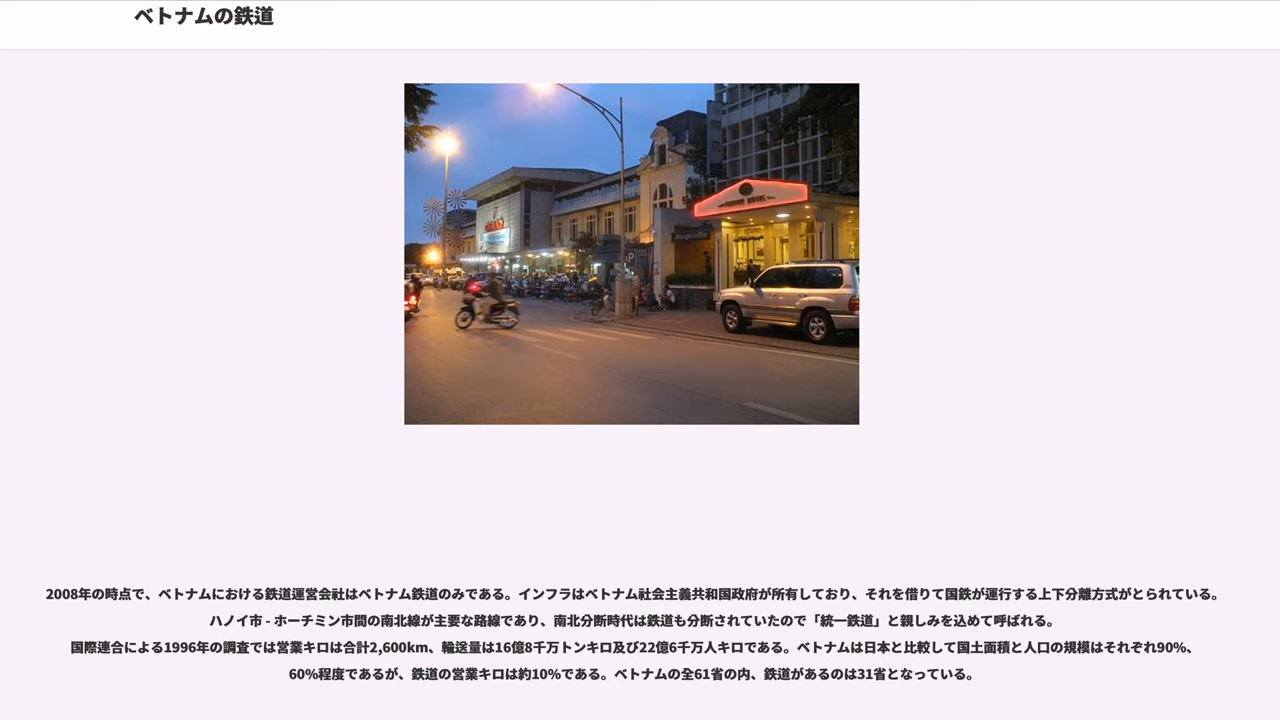 ベトナムの鉄道
2008年の時点で、ベトナムにおける鉄道運営会社はベトナム鉄道のみである。インフラはベトナム社会主義共和国政府が所有しており、それを借りて国鉄が運行する上下分離方式がとられている。
ハノイ市 - ホーチミン市間の南北線が主要な路線であり、南北分断時代は鉄道も分断されていたので「統一鉄道」と親しみを込めて呼ばれる。
国際連合による1996年の調査では営業キロは合計2,600km、輸送量は16億8千万トンキロ及び22億6千万人キロである。ベトナムは日本と比較して国土面積と人口の規模はそれぞれ90%、
60%程度であるが、鉄道の営業キロは約10%である。ベトナムの全61省の内、鉄道があるのは31省となっている。